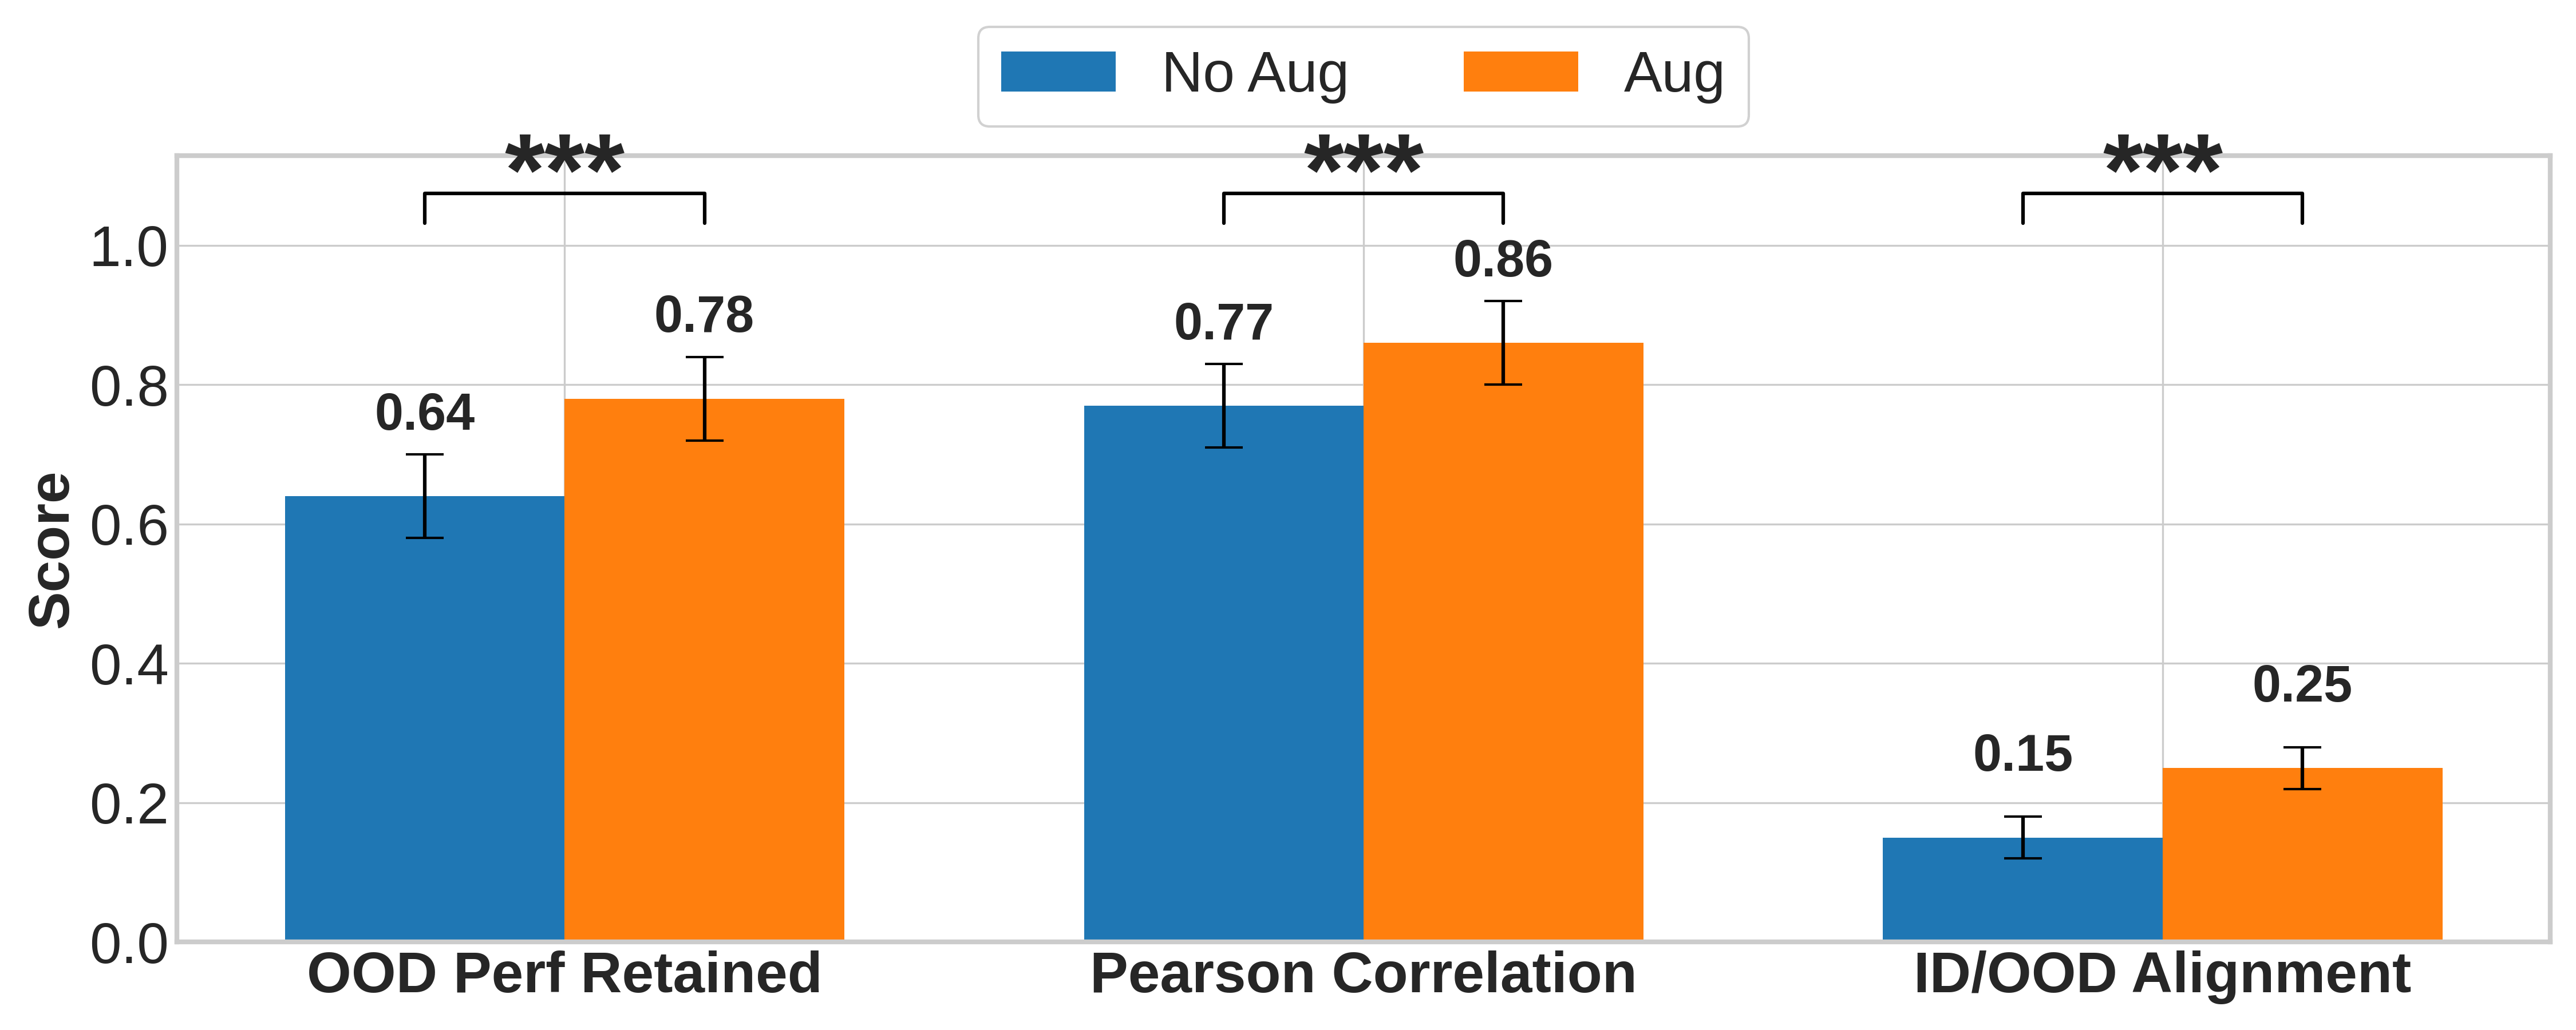 No Aug Aug
*** *** ***
1.0
0.8
0.6
0.4
0.2
0.0
Score
0.64 0.78 0.77 0.86 0.15 0.25
OOD Perf Retained Pearson Correlation ID/OOD Alignment